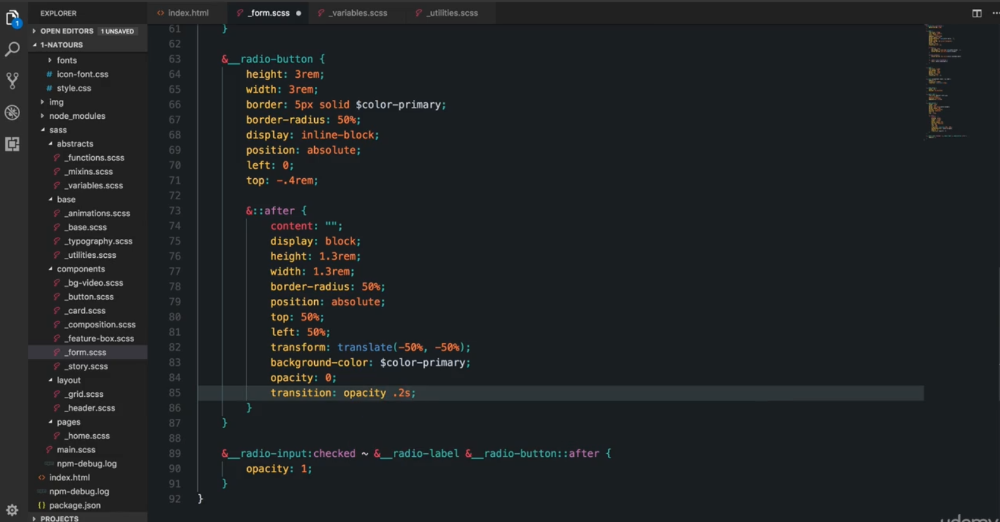 EXPLORER
OPEN EDITORS 1 UNSAVED
1-NATOURS
fonts
# icon-font.css
# style.css
img
node_modules
sass
abstracts
_functions.scss
_mixins.scss
_variables.scss
base
_animations.scss
_base.scss
_typography.scss
_utilities.scss
components
_bg-video.scss
_button.scss
_card.scss
_composition.scss
_feature-box.scss
_form.scss
_story.scss
layout
_grid.scss
_header.scss
pages
_home.scss
main.scss
npm-debug.log
<> index.html
npm-debug.log
{} package.json
PROJECTS
1
<> index.html _form.scss ● _variables.scss _utilities.scss
61 }
62
63 &__radio-button {
64 height: 3rem;
65 width: 3rem;
66 border: 5px solid $color-primary;
67 border-radius: 50%;
68 display: inline-block;
69 position: absolute;
70 left: 0;
71 top: -.4rem;
72
73 &::after {
74 content: "";
75 display: block;
76 height: 1.3rem;
77 width: 1.3rem;
78 border-radius: 50%;
79 position: absolute;
80 top: 50%;
81 left: 50%;
82 transform: translate(-50%, -50%);
83 background-color: $color-primary;
84 opacity: 0;
85 transition: opacity .2s;
86 }
87 }
88
89 &__radio-input:checked ~ &__radio-label &__radio-button::after {
90 opacity: 1;
91 }
92 }
udemy